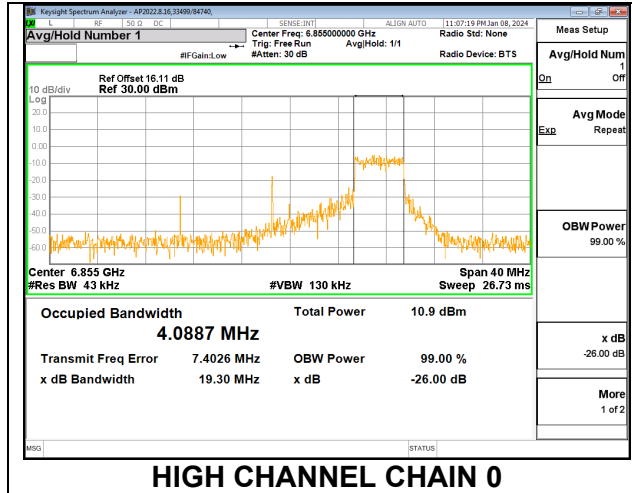 Keysight Spectrum Analyzer - AP2022.8.16,33499/84740,
L RF 50 Ω DC SENSE:INT ALIGN AUTO 11:07:19 PM Jan 08, 2024
Avg/Hold Number 1 Center Freq: 6.855000000 GHz Radio Std: None
Trig: Free Run Avg|Hold: 1/1
#IFGain:Low #Atten: 30 dB Radio Device: BTS
Ref Offset 16.11 dB
10 dB/div Ref 30.00 dBm
Log
20.0
10.0
0.00
-10.0
-20.0
-30.0
-40.0
-50.0
-60.0
Center 6.855 GHz Span 40 MHz
#Res BW 43 kHz #VBW 130 kHz Sweep 26.73 ms
Occupied Bandwidth Total Power 10.9 dBm
4.0887 MHz
Transmit Freq Error 7.4026 MHz OBW Power 99.00 %
x dB Bandwidth 19.30 MHz x dB -26.00 dB
MSG STATUS
Meas Setup
Avg/Hold Num
1
On Off
Avg Mode
Exp Repeat
OBW Power
99.00 %
x dB
-26.00 dB
More
1 of 2
HIGH CHANNEL CHAIN 0